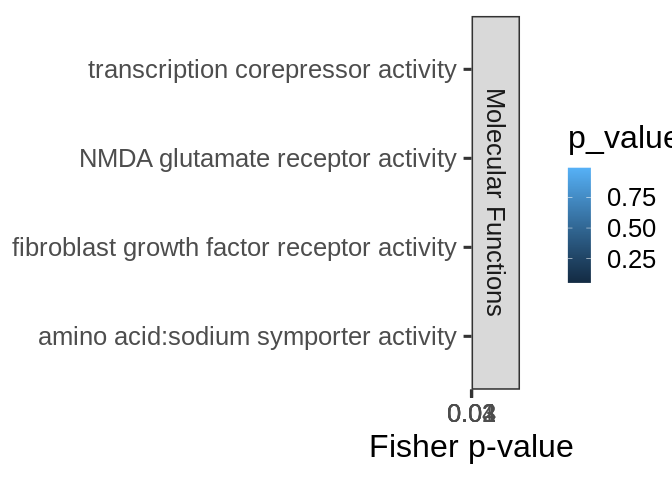 transcription corepressor activity
NMDA glutamate receptor activity
fibroblast growth factor receptor activity
amino acid:sodium symporter activity
Molecular Functions
Fisher p-value
p_value
0.75
0.50
0.25